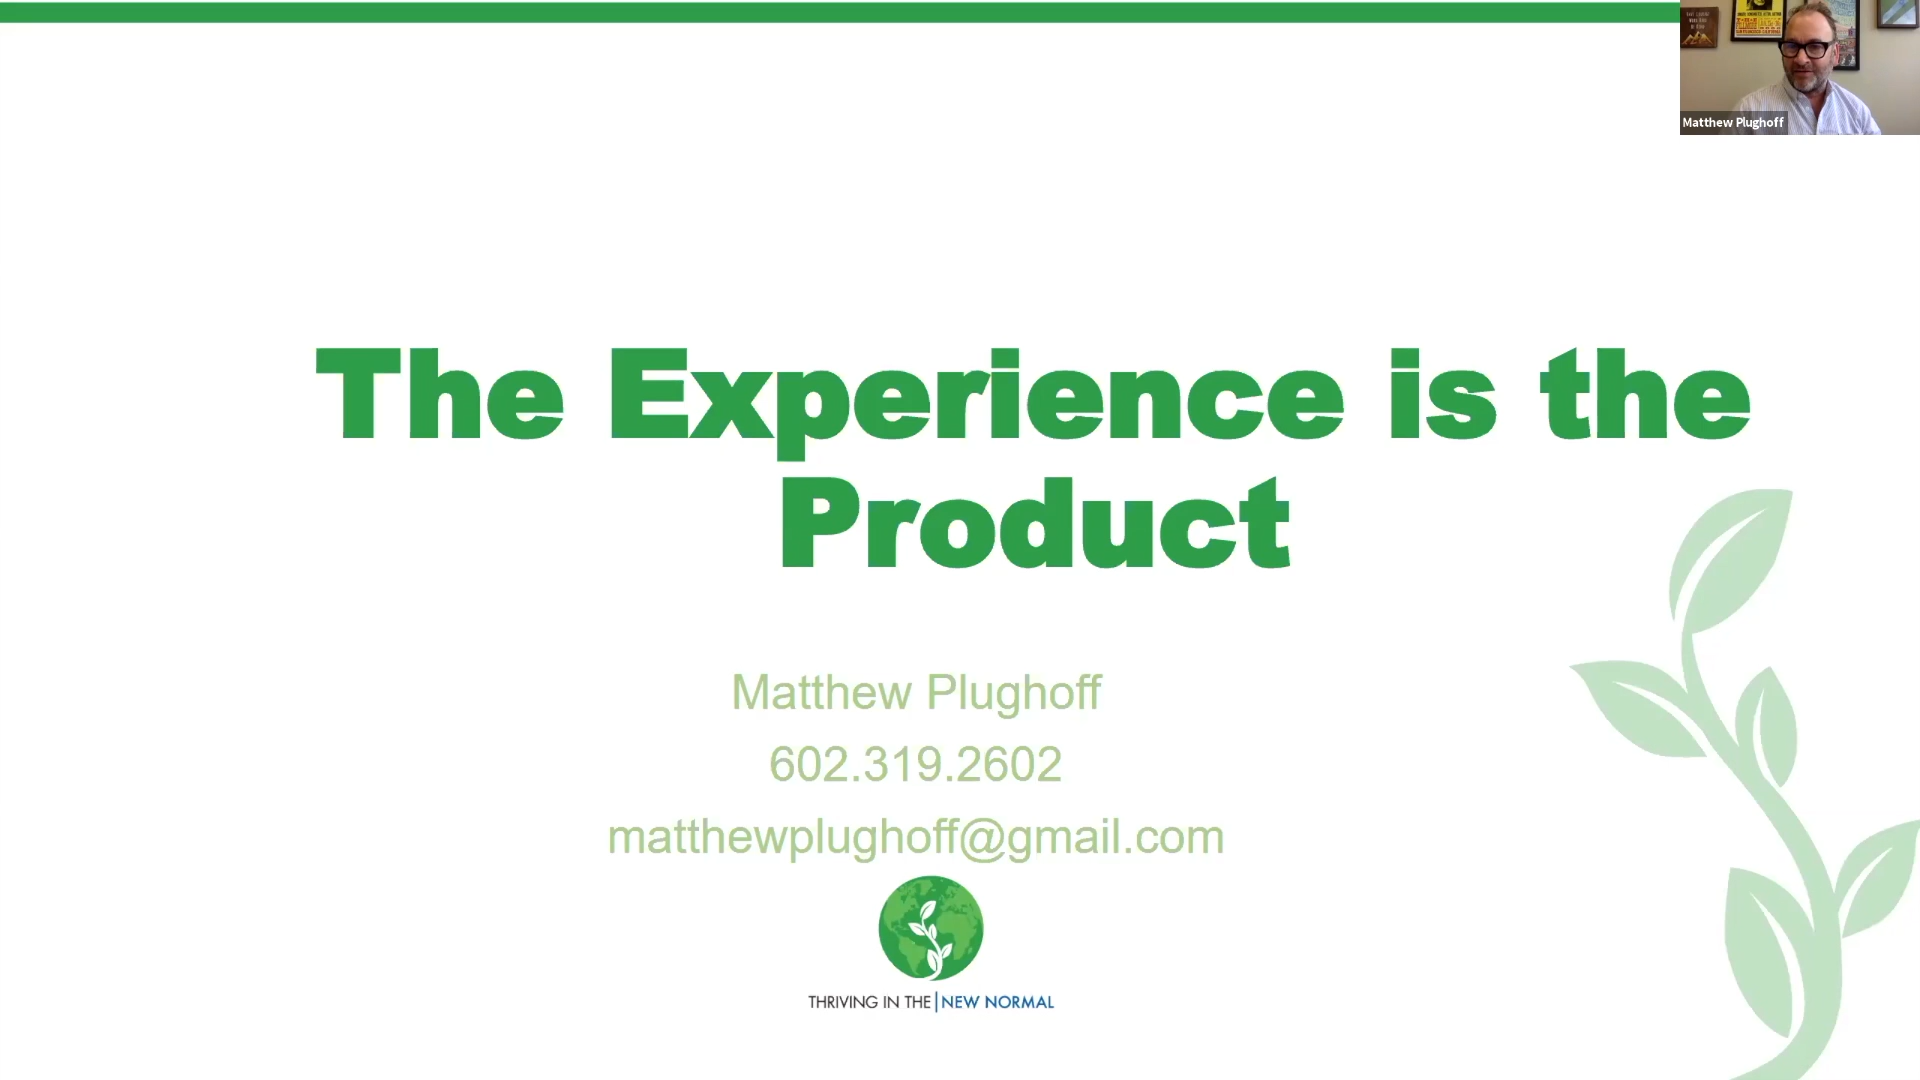 The Experience is the
Product
Matthew Plughoff
602.319.2602
matthewplughoff@gmail.com
THRIVING IN THE|NEW NORMAL
Matthew Plughoff